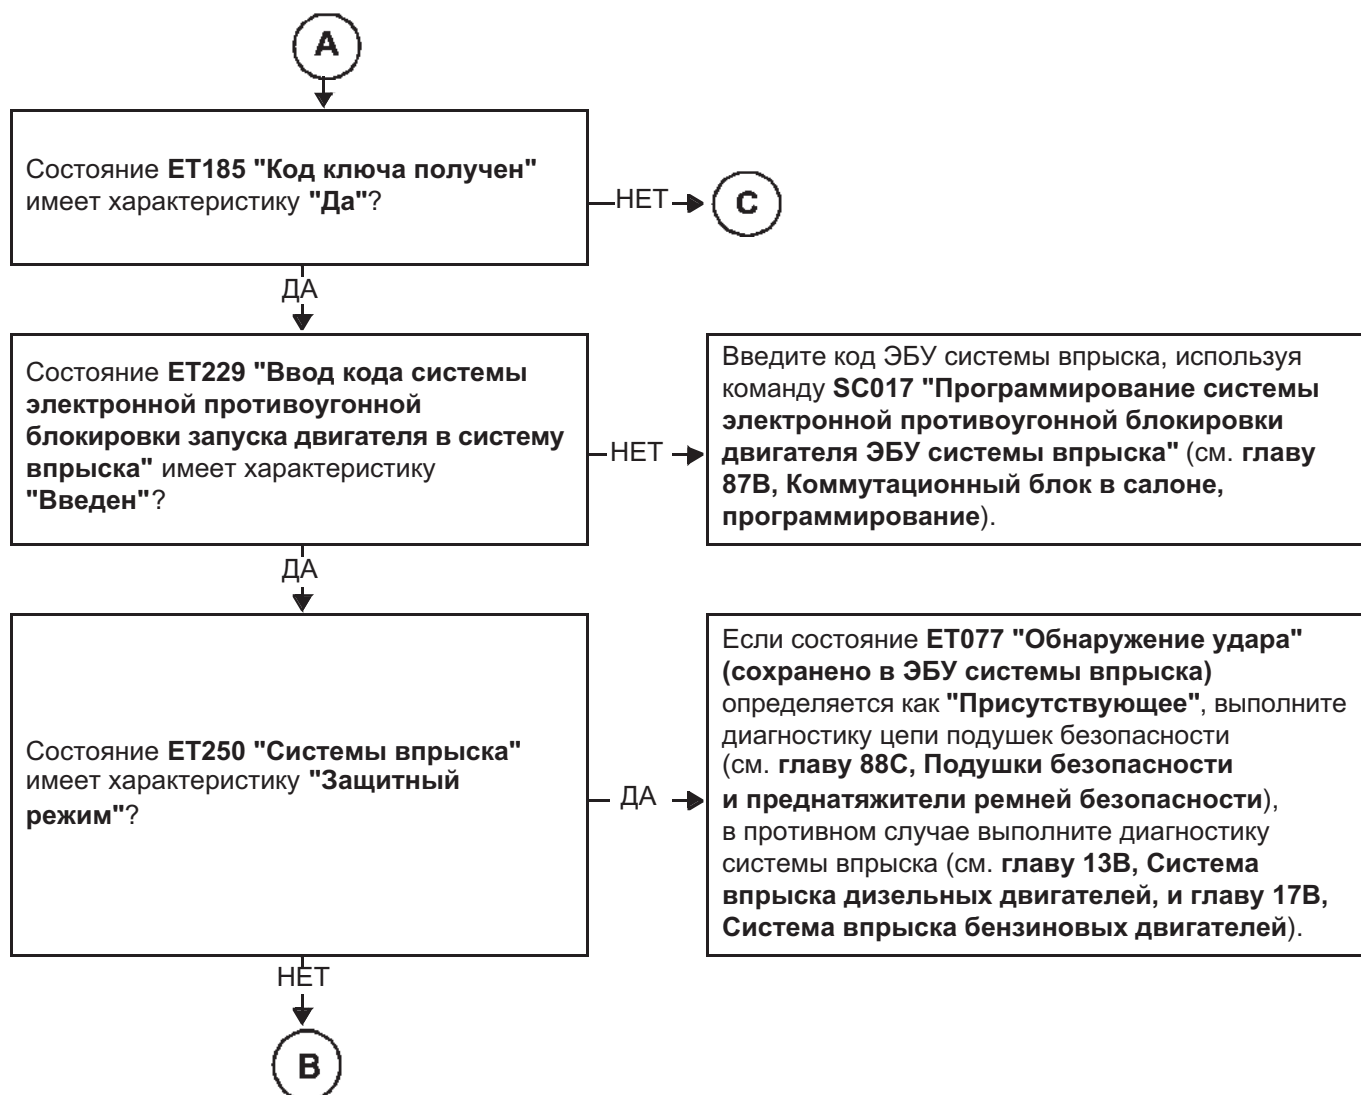 A
Состояние ET185 "Код ключа получен"
имеет характеристику "Да"?
НЕТ
C
ДА
Состояние ET229 "Ввод кода системы
электронной противоугонной
блокировки запуска двигателя в систему
впрыска" имеет характеристику
"Введен"?
НЕТ
Введите код ЭБУ системы впрыска, используя
команду SC017 "Программирование системы
электронной противоугонной блокировки
двигателя ЭБУ системы впрыска" (см. главу
87B, Коммутационный блок в салоне,
программирование).
ДА
Состояние ET250 "Системы впрыска"
имеет характеристику "Защитный
режим"?
ДА
Если состояние ET077 "Обнаружение удара"
(сохранено в ЭБУ системы впрыска)
определяется как "Присутствующее", выполните
диагностику цепи подушек безопасности
(см. главу 88C, Подушки безопасности
и преднатяжители ремней безопасности),
в противном случае выполните диагностику
системы впрыска (см. главу 13B, Система
впрыска дизельных двигателей, и главу 17B,
Система впрыска бензиновых двигателей).
НЕТ
B